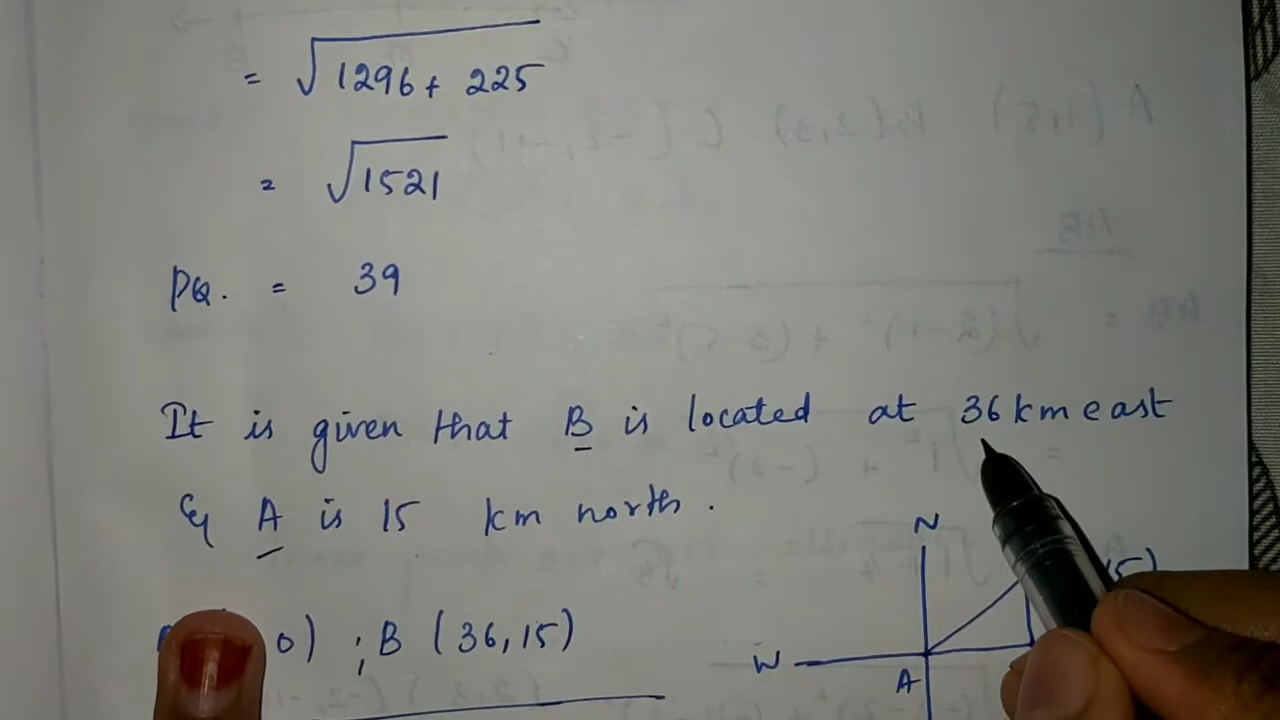 = √1296 + 225
= √1521
PQ. = 39
It is given that B is located at 36 km east
& A is 15 km north.
0) ; B (36,15)
N
15)
W
A